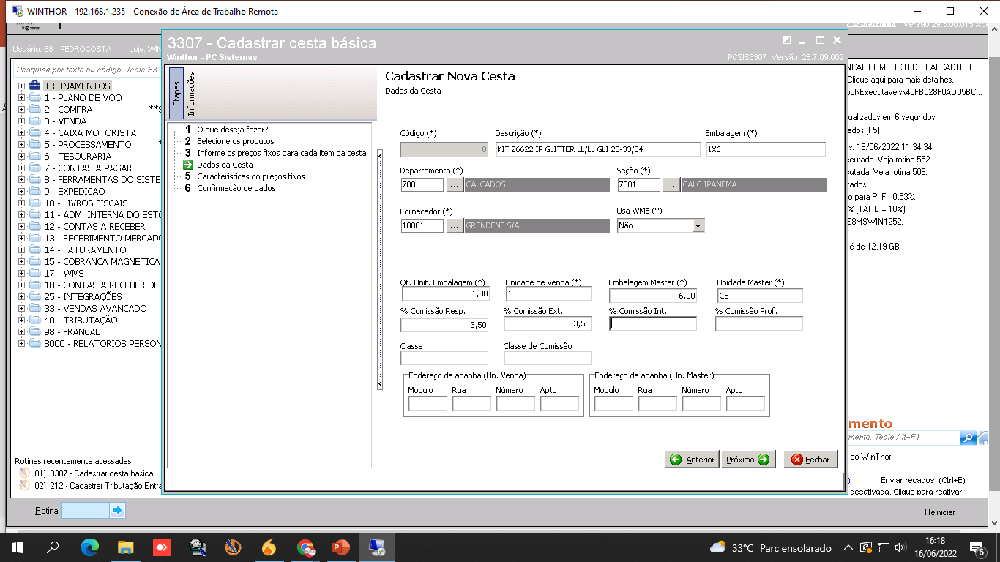 WINTHOR - 192.168.1.235 - Conexão de Área de Trabalho Remota
PC Sistemas
Versão 29.3.00.015
Usuário: 88 - PEDROCOSTA
Loja: WIN
3307 - Cadastrar cesta básica
Winthor - PC Sistemas
PCSIS3307 Versão 28.7.09.002
Pesquisa por texto ou código. Tecle F3.
TREINAMENTOS
1 - PLANO DE VOO
2 - COMPRA
3 - VENDA
4 - CAIXA MOTORISTA
5 - PROCESSAMENTO
6 - TESOURARIA
7 - CONTAS A PAGAR
8 - FERRAMENTAS DO SISTE
9 - EXPEDICAO
10 - LIVROS FISCAIS
11 - ADM. INTERNA DO ESTO
12 - CONTAS A RECEBER
13 - RECEBIMENTO MERCADO
14 - FATURAMENTO
15 - COBRANCA MAGNETICA
17 - WMS
18 - CONTAS A RECEBER DE
25 - INTEGRAÇÕES
33 - VENDAS AVANCADO
40 - TRIBUTAÇÃO
98 - FRANCAL
8000 - RELATORIOS PERSON
Rotinas recentemente acessadas
01) 3307 - Cadastrar cesta básica
02) 212 - Cadastrar Tributação Entra
Rotina:
Etapas
Informações
1 O que deseja fazer?
2 Selecione os produtos
3 Informe os preços fixos para cada item da cesta
Dados da Cesta
5 Características do preços fixos
6 Confirmação de dados
Cadastrar Nova Cesta
Dados da Cesta
Código (*) Descrição (*) Embalagem (*)
0 KIT 26622 IP GLITTER LL/LL GLI 23-33/34 1X6
Departamento (*) Seção (*)
700 ... CALCADOS 7001 ... CALC IPANEMA
Fornecedor (*) Usa WMS (*)
10001 ... GRENDENE S/A Não
Qt. Unit. Embalagem (*) Unidade de Venda (*) Embalagem Master (*) Unidade Master (*)
1,00 1 6,00 CS
% Comissão Resp. % Comissão Ext. % Comissão Int. % Comissão Prof.
3,50 3,50
Classe Classe de Comissão
Endereço de apanha (Un. Venda) Endereço de apanha (Un. Master)
Modulo Rua Número Apto Modulo Rua Número Apto
Anterior Próximo Fechar
NCAL COMERCIO DE CALCADOS E ...
Clique aqui para mais detalhes.
ool\Executaveis\45FB528F0AD05BC...
ualizados em 6 segundos
ados (F5)
s: 16/06/2022 11:34:34
ecutada. Veja rotina 552.
utada. Veja rotina 506.
rados.
o para P. F.: 0,53%.
% (TARE = 10%)
E8MSWIN1252.
é de 12,19 GB
mento
mento. Tecle Alt+F1
do WinThor.
Enviar recados. (Ctrl+E)
desativada. Clique para reativar
Reiniciar
33°C Parc ensolarado
16:18
16/06/2022
6